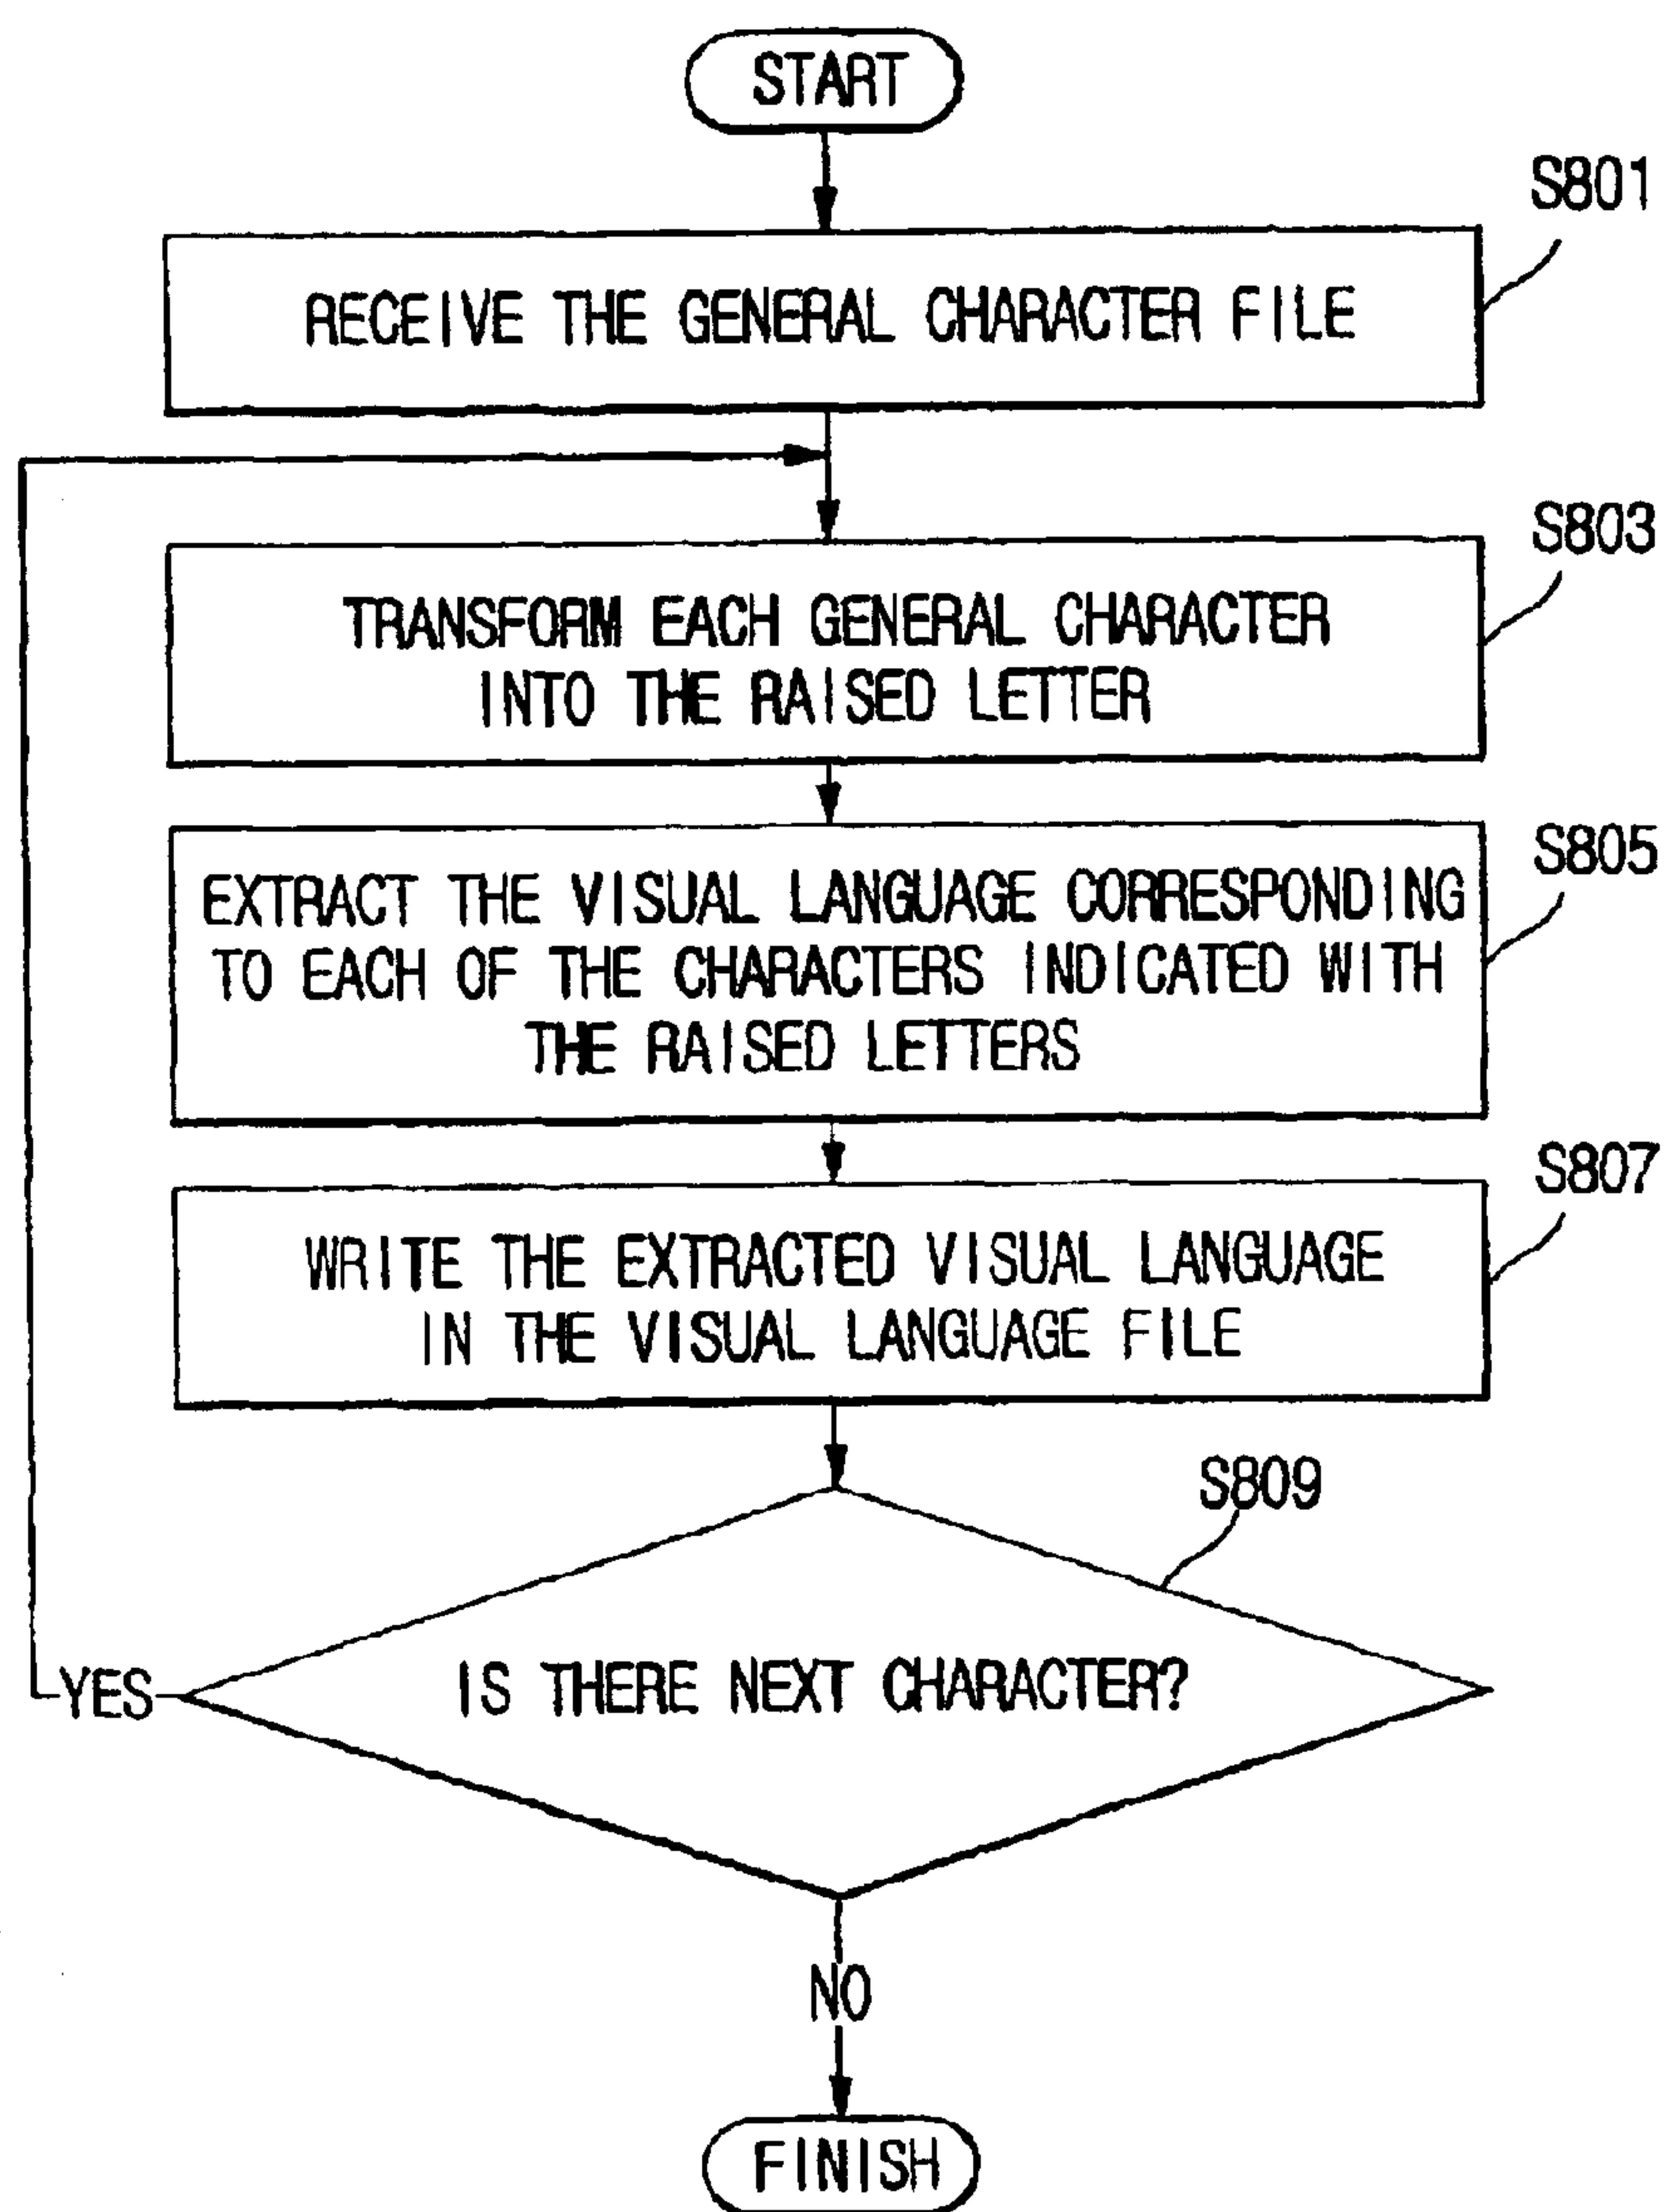 START
S801
RECEIVE THE GENERAL CHARACTER FILE
S803
TRANSFORM EACH GENERAL CHARACTER
INTO THE RAISED LETTER
S805
EXTRACT THE VISUAL LANGUAGE CORRESPONDING
TO EACH OF THE CHARACTERS INDICATED WITH
THE RAISED LETTERS
S807
WRITE THE EXTRACTED VISUAL LANGUAGE
IN THE VISUAL LANGUAGE FILE
S809
IS THERE NEXT CHARACTER?
YES
NO
FINISH